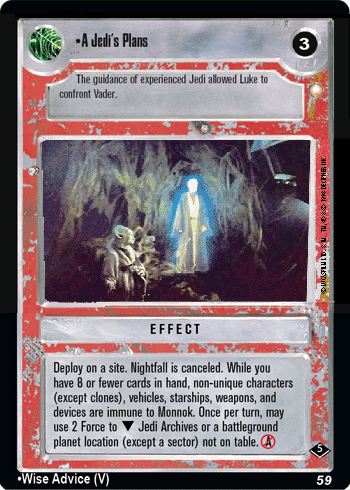 •A Jedi's Plans
3
The guidance of experienced Jedi allowed Luke to
confront Vader.
EFFECT
Deploy on a site. Nightfall is canceled. While you
have 8 or fewer cards in hand, non-unique characters
(except clones), vehicles, starships, weapons, and
devices are immune to Monnok. Once per turn, may
use 2 Force to ▼ Jedi Archives or a battleground
planet location (except a sector) not on table. Ⓐ
5
•Wise Advice (V)
59